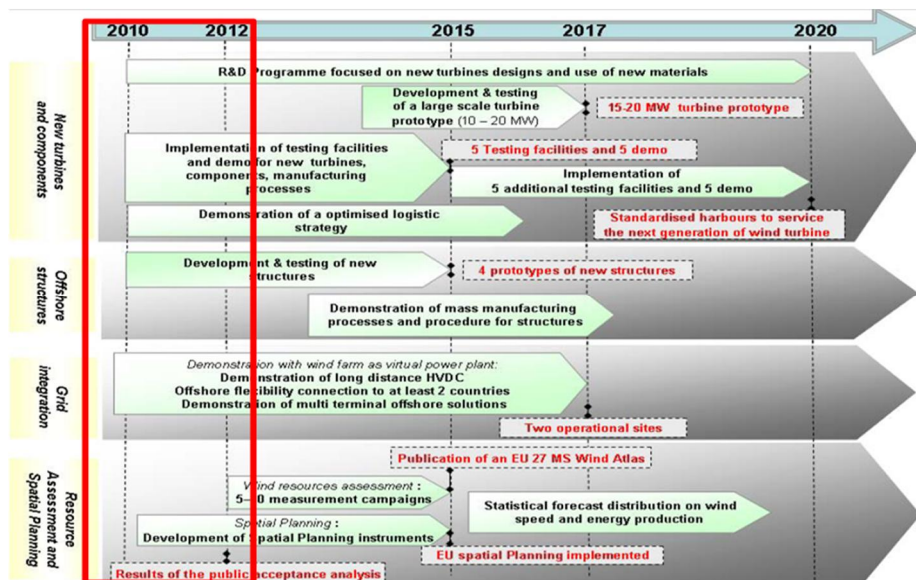 2010 2012 2015 2017 2020
New turbines
and components
R&D Programme focused on new turbines designs and use of new materials
Development & testing
of a large scale turbine
prototype (10 – 20 MW)
15-20 MW turbine prototype
Implementation of testing facilities
and demo for new turbines,
components, manufacturing
processes
5 Testing facilities and 5 demo
Implementation of
5 additional testing facilities and 5 demo
Demonstration of a optimised logistic
strategy
Standardised harbours to service
the next generation of wind turbine
Offshore
structures
Development & testing of new
structures
4 prototypes of new structures
Demonstration of mass manufacturing
processes and procedure for structures
Grid
integration
Demonstration with wind farm as virtual power plant:
Demonstration of long distance HVDC
Offshore flexibility connection to at least 2 countries
Demonstration of multi terminal offshore solutions
Two operational sites
Resource
Assessment and
Spatial Planning
Publication of an EU 27 MS Wind Atlas
Wind resources assessment :
measurement campaigns
Statistical forecast distribution on wind
speed and energy production
Spatial Planning :
Development of Spatial Planning instruments
EU spatial Planning implemented
Results of the public acceptance analysis